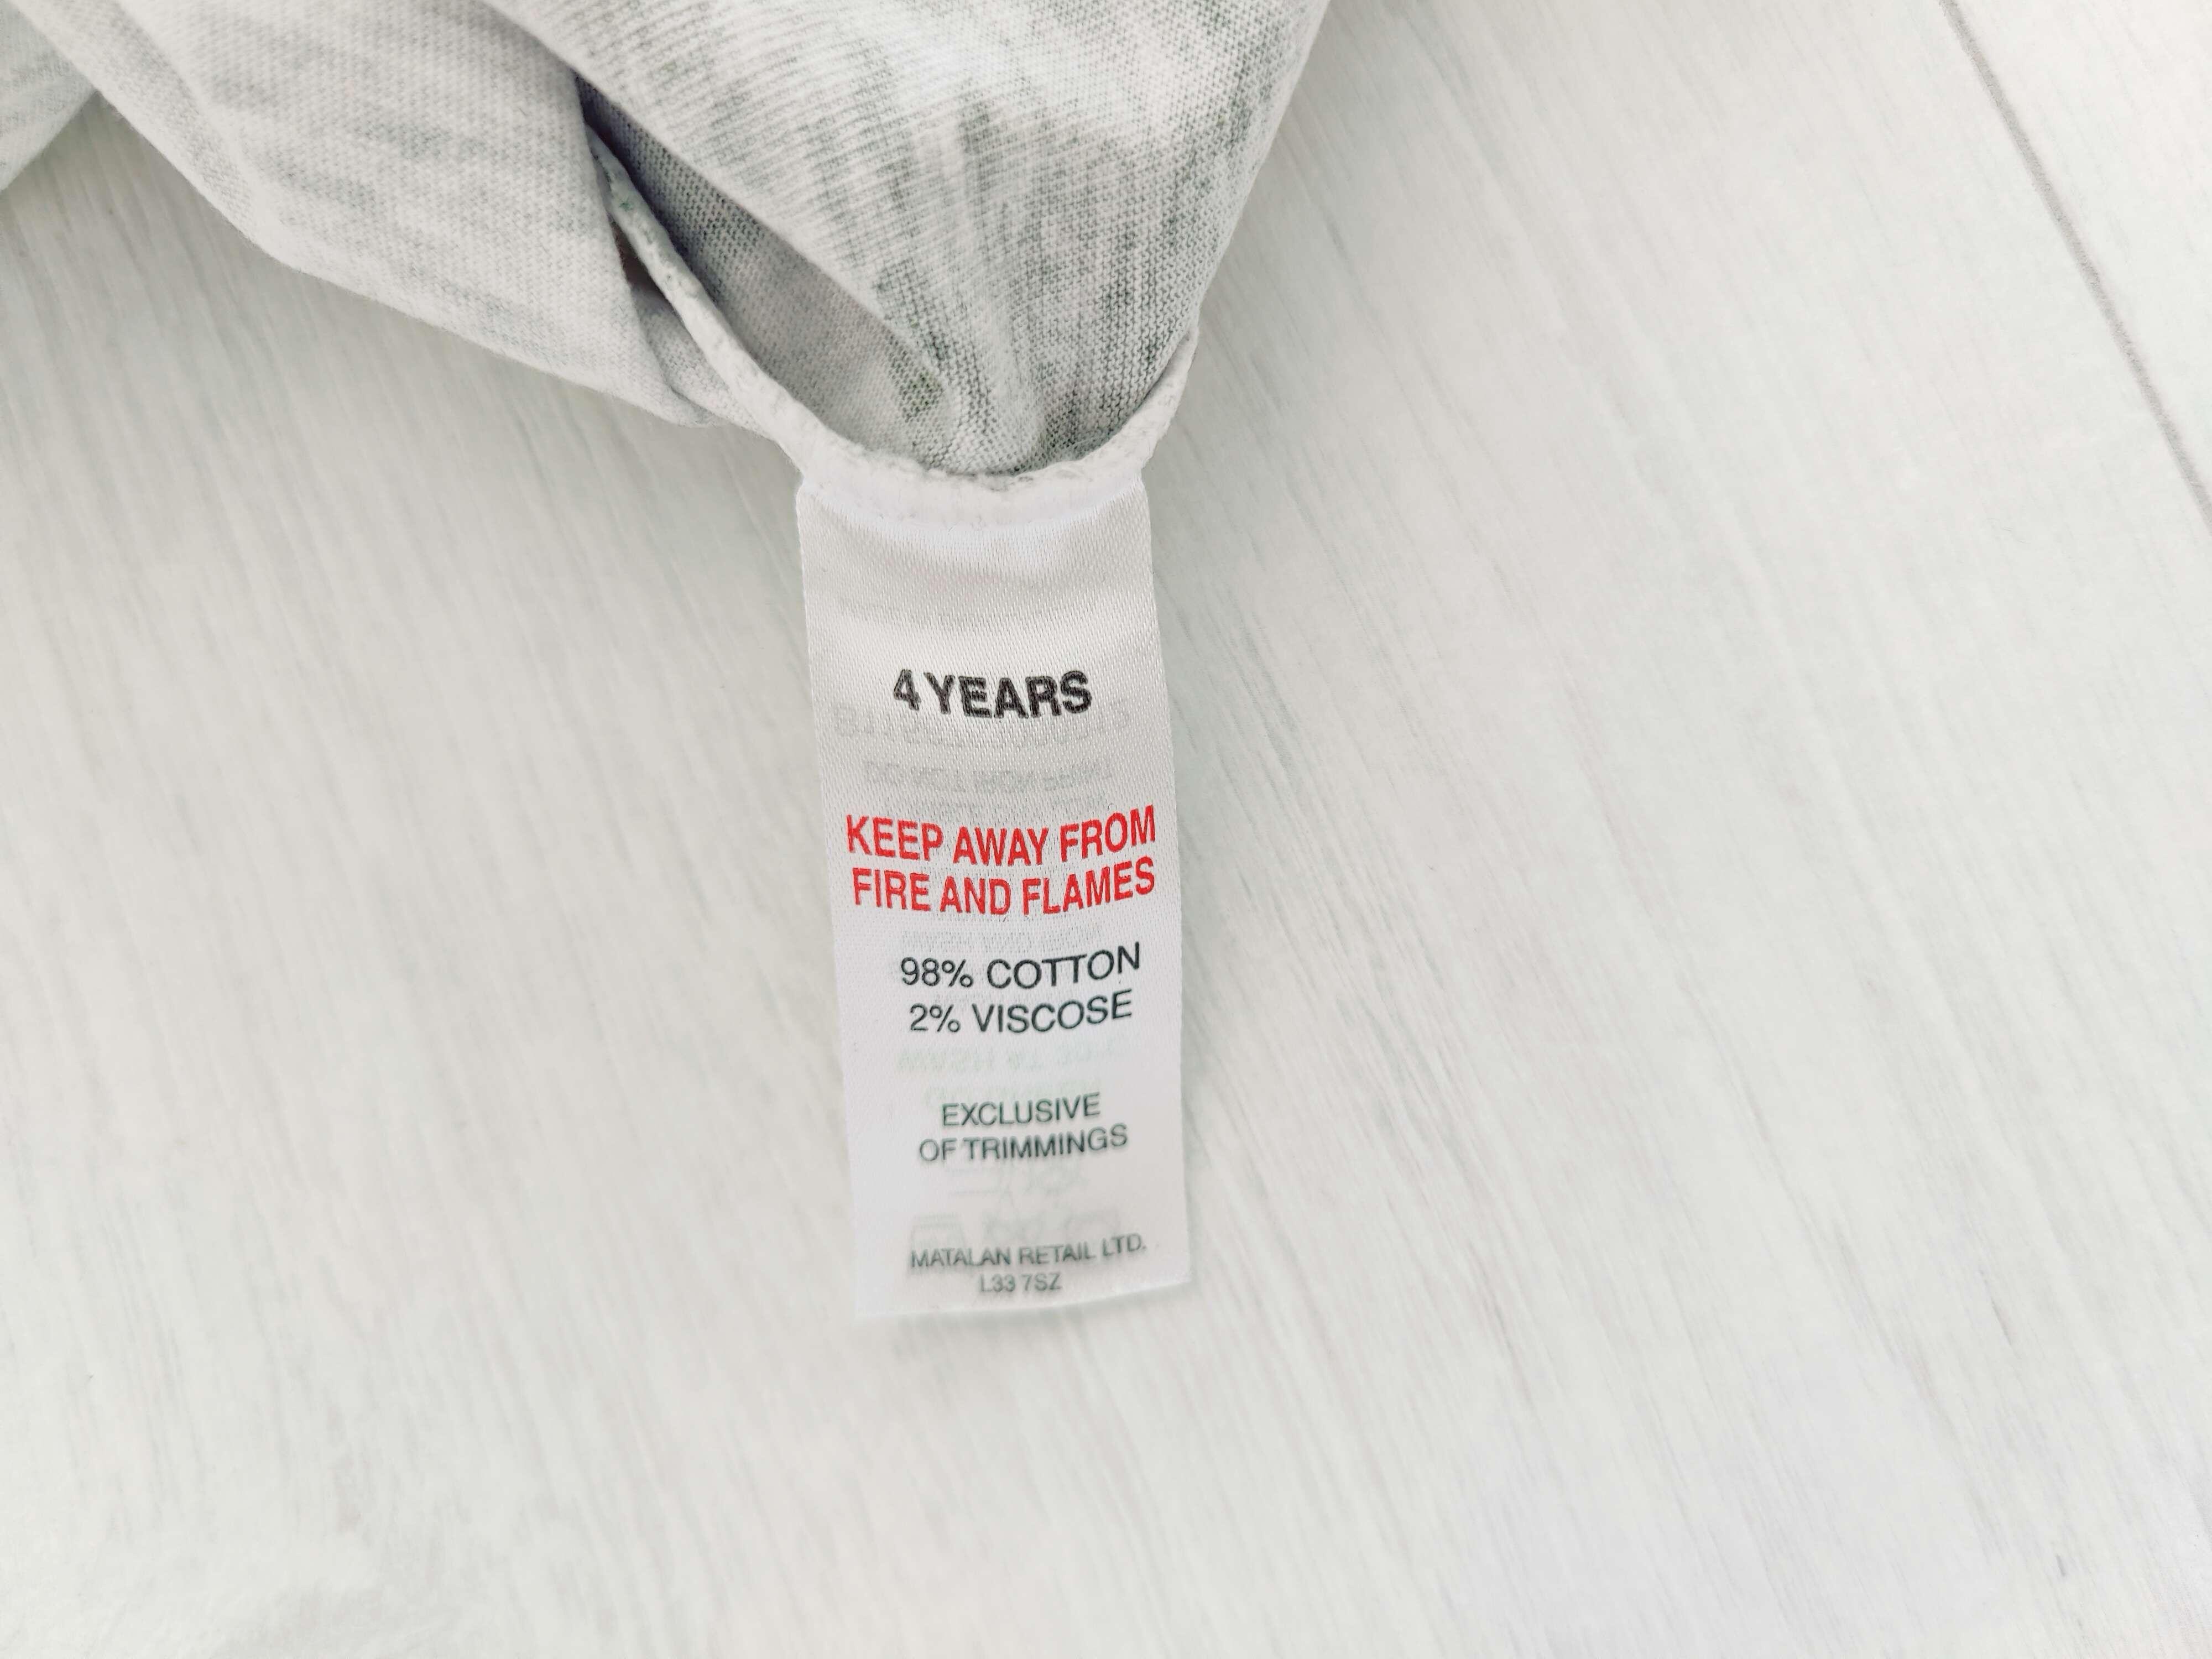 4 YEARS
KEEP AWAY FROM
FIRE AND FLAMES
98% COTTON
2% VISCOSE
EXCLUSIVE
OF TRIMMINGS
MATALAN RETAIL LTD.
L33 7SZ